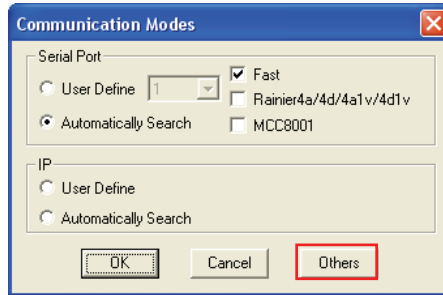 Communication Modes
Serial Port
User Define 1
Automatically Search
Fast
Rainier4a/4d/4a1v/4d1v
MCC8001
IP
User Define
Automatically Search
OK Cancel Others